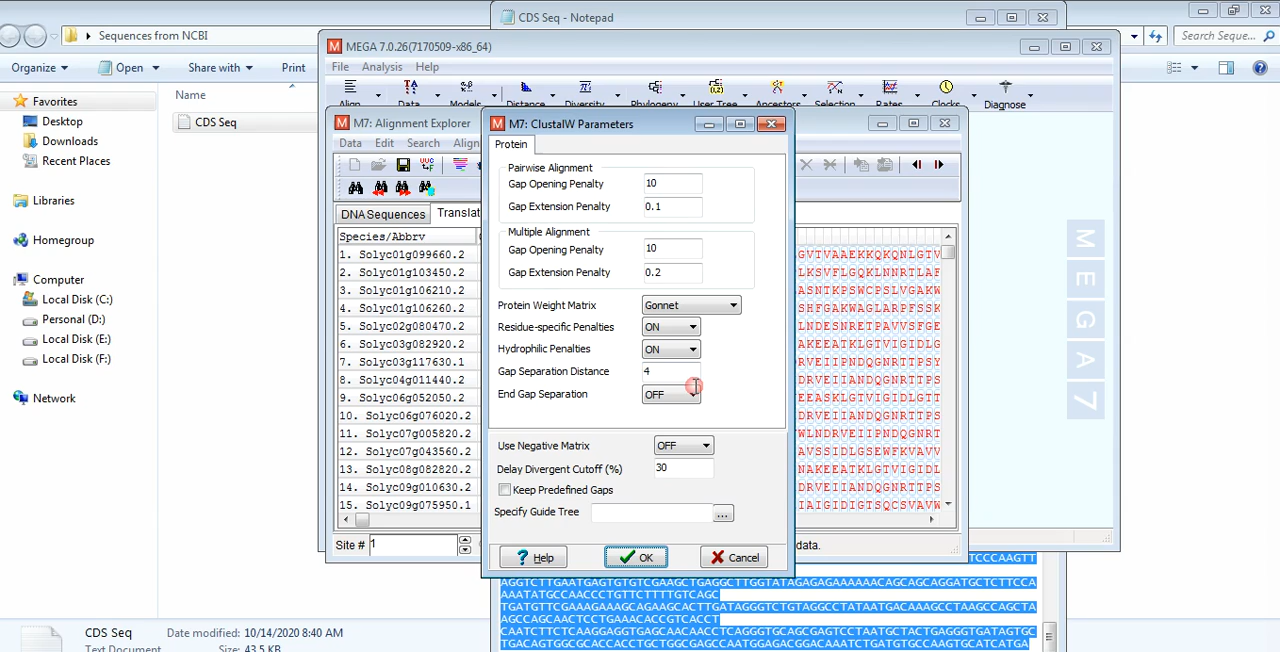 CDS Seq - Notepad
Sequences from NCBI
Search Seque...
MEGA 7.0.26(7170509-x86_64)
Organize
Open
Share with
Print
File Analysis Help
Align Data Models Distance Diversity Phylogeny User Tree Ancestors Selection Rates Clocks Diagnose
Name
CDS Seq
Favorites
Desktop
Downloads
Recent Places
Libraries
Homegroup
Computer
Local Disk (C:)
Personal (D:)
Local Disk (E:)
Local Disk (F:)
Network
M7: Alignment Explorer
Data Edit Search Align
DNA Sequences
Translat
Species/Abbrv
1. Solyc01g099660.2
2. Solyc01g103450.2
3. Solyc01g106210.2
4. Solyc01g106260.2
5. Solyc02g080470.2
6. Solyc03g082920.2
7. Solyc03g117630.1
8. Solyc04g011440.2
9. Solyc06g052050.2
10. Solyc06g076020.2
11. Solyc07g005820.2
12. Solyc07g043560.2
13. Solyc08g082820.2
14. Solyc09g010630.2
15. Solyc09g075950.1
Site # 1
M7: ClustalW Parameters
Protein
Pairwise Alignment
Gap Opening Penalty 10
Gap Extension Penalty 0.1
Multiple Alignment
Gap Opening Penalty 10
Gap Extension Penalty 0.2
Protein Weight Matrix Gonnet
Residue-specific Penalties ON
Hydrophilic Penalties ON
Gap Separation Distance 4
End Gap Separation OFF
Use Negative Matrix OFF
Delay Divergent Cutoff (%) 30
Keep Predefined Gaps
Specify Guide Tree ...
Help OK Cancel
GVTVAAEKKQKQNLGTV
LKSVFLGQKLNNRTLAF
ASNTKPSWCPSLVGAKW
SHFGAKWAGLARPFSSK
LNDESNRETPAVVSFGE
AKEEATKLGTVIGIDLG
DRVEIIANDQGNRTTPSY
DRVEIIANDQGNRTTPS
DRVEIIANDQGNRTTPS
WLNDRVEIIPNDQGNRT
AVSSIDLGSEWFKVAVV
NAKEEATKLGTVIGIDL
DRVEIIANDQGNRTTPS
IAIGIDIGTSQCSVAVW
data.
MEGA7
TCCCAAGTT
AGGTCTTGAATGAGTGTGTCGAAGCTGAGGCTTGGTATAGAGAGAAAAAACAGCAGCAGGATGCTCTTCCA
AAATATGCCAACCCTGTTCTTTTGTCAGC
TGATGTTCGAAAGAAAGCAGAAGCACTTGATAGGGTCTGTAGGCCTATAATGACAAAGCCTAAGCCAGCTA
AGCCAGCAACTCCTGAAACACCGTCACCT
CAATCTTCTCAAGGAGGTGAGCAACAACCTCAGGGTGCAGCGAGTCCTAATGCTACTGAGGGTGATAGTGC
TGACAGTGGCGCACCACCTGCTGGCGAGCCAATGGAGACGGACAAATCTGATGTGCCAAGTGCATCATGA
CDS Seq Date modified: 10/14/2020 8:40 AM
Text Document Size: 43.5 KB